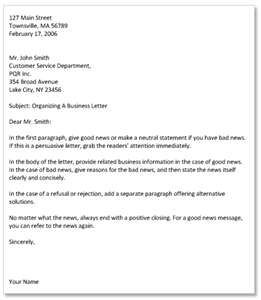 127 Main Street
Townsville, MA 56789
February 17, 2006
Mr. John Smith
Customer Service Department,
PQR Inc.
354 Broad Avenue
Lake City, NY 23456
Subject: Organizing A Business Letter
Dear Mr. Smith:
In the first paragraph, give good news or make a neutral statement if you have bad news.
If this is a persuasive letter, grab the readers' attention immediately.
In the body of the letter, provide related business information in the case of good news.
In the case of bad news, give reasons for the bad news, and then state the news itself
clearly and concisely.
In the case of a refusal or rejection, add a separate paragraph offering alternative
solutions.
No matter what the news, always end with a positive closing. For a good news message,
you can refer to the news again.
Sincerely,
Your Name